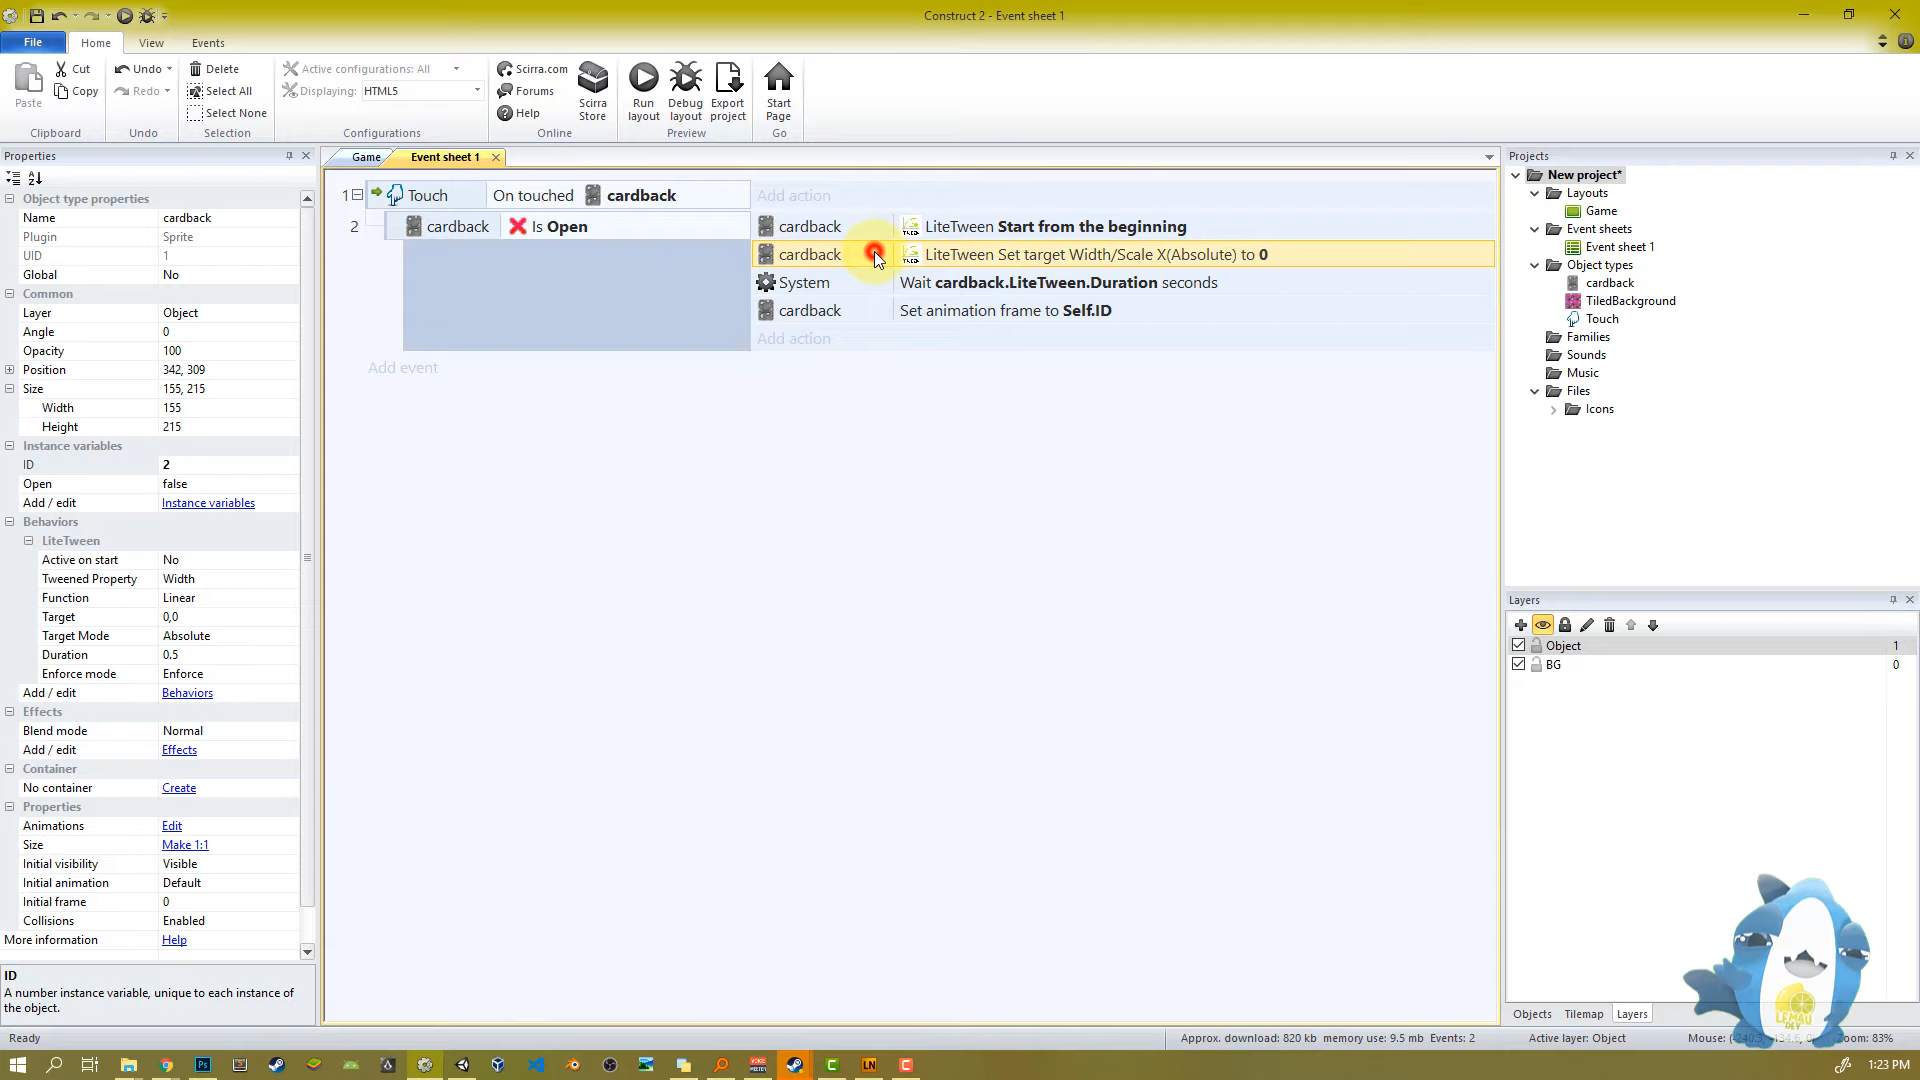 Construct 2 - Event sheet 1
File Home View Events
Paste
Cut
Copy
Clipboard
Undo
Redo
Undo
Delete
Select All
Select None
Selection
Active configurations: All
Displaying: HTML5
Configurations
Scirra.com
Forums
Help
Scirra Store
Online
Run layout
Debug layout
Export project
Preview
Start Page
Go
Properties
Object type properties
Name cardback
Plugin Sprite
UID 1
Global No
Common
Layer Object
Angle 0
Opacity 100
Position 342, 309
Size 155, 215
Width 155
Height 215
Instance variables
ID 2
Open false
Add / edit Instance variables
Behaviors
LiteTween
Active on start No
Tweened Property Width
Function Linear
Target 0,0
Target Mode Absolute
Duration 0.5
Enforce mode Enforce
Add / edit Behaviors
Effects
Blend mode Normal
Add / edit Effects
Container
No container Create
Properties
Animations Edit
Size Make 1:1
Initial visibility Visible
Initial animation Default
Initial frame 0
Collisions Enabled
More information Help
ID
A number instance variable, unique to each instance of
the object.
Game Event sheet 1
1 Touch On touched cardback Add action
2 cardback Is Open cardback LiteTween Start from the beginning
cardback LiteTween Set target Width/Scale X(Absolute) to 0
System Wait cardback.LiteTween.Duration seconds
cardback Set animation frame to Self.ID
Add action
Add event
Projects
New project*
Layouts
Game
Event sheets
Event sheet 1
Object types
cardback
TiledBackground
Touch
Families
Sounds
Music
Files
Icons
Layers
Object 1
BG 0
LEMAU
DEV
Objects Tilemap Layers
Ready
Approx. download: 820 kb memory use: 9.5 mb Events: 2
Active layer: Object
Zoom: 83%
1:23 PM